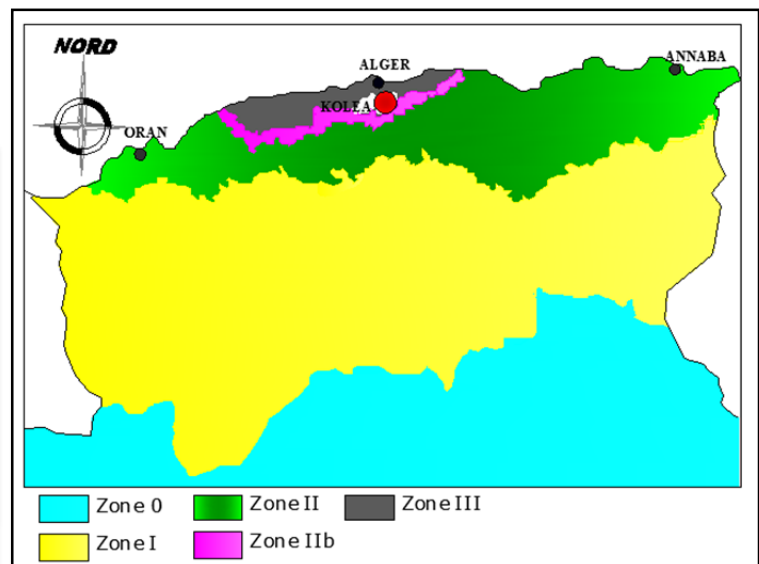 NORD
ALGER
ANNABA
KOLEA
ORAN
Zone 0
Zone II
Zone III
Zone I
Zone IIb